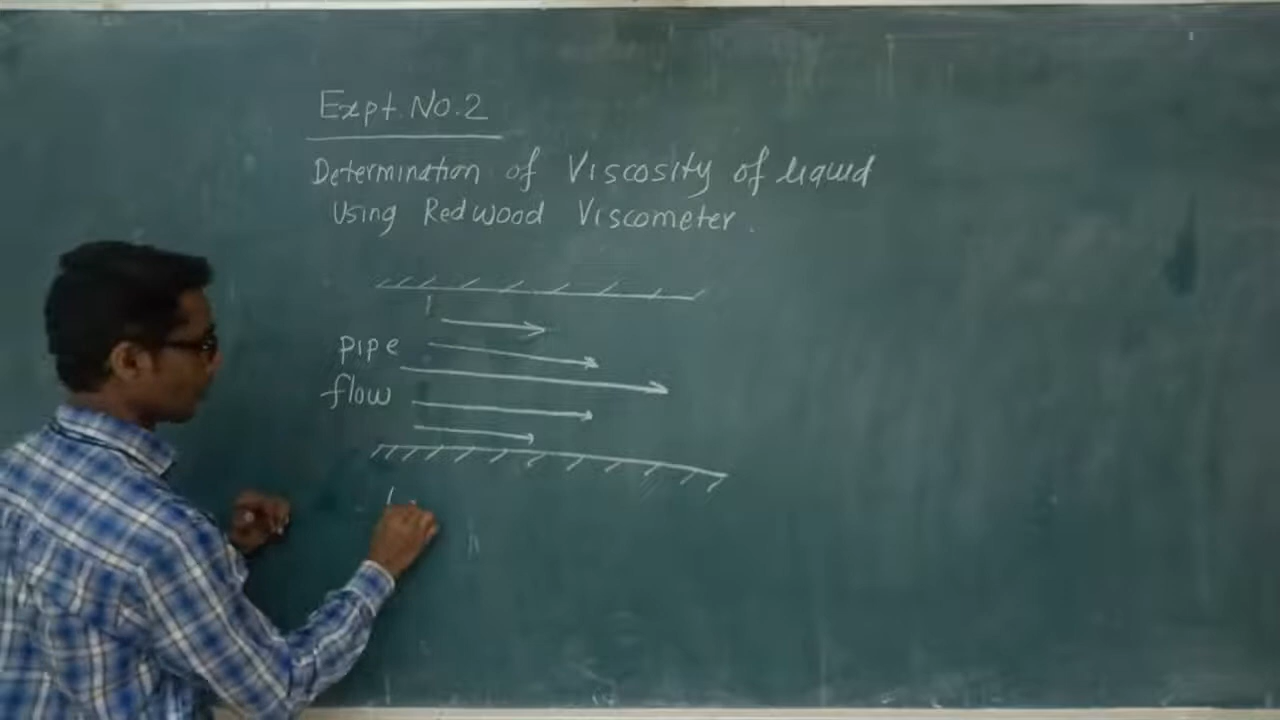 Expt. No. 2
Determination of Viscosity of liquid
Using Redwood Viscometer.
pipe
flow